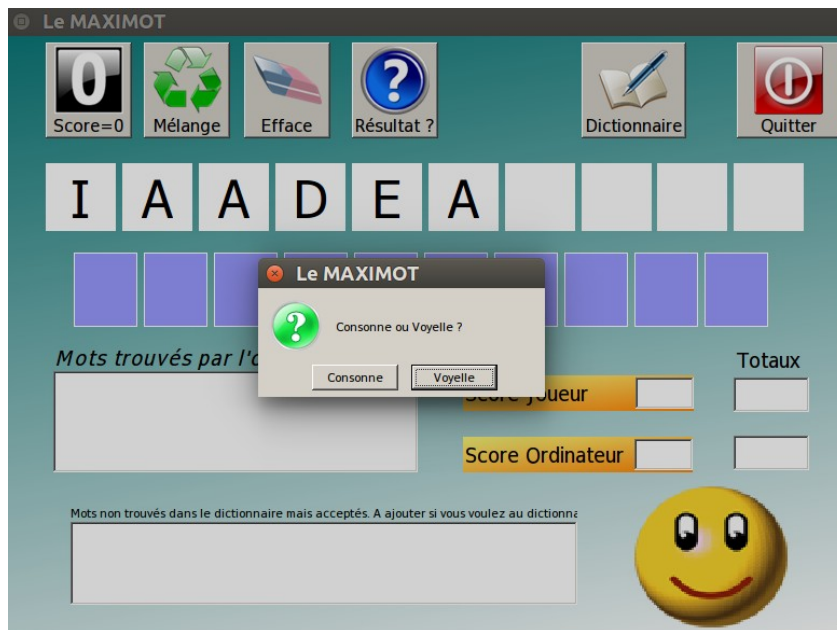 Le MAXIMOT
0
Score=0 Mélange Efface Résultat ? Dictionnaire Quitter
I A A D E A
Le MAXIMOT
Consonne ou Voyelle ?
Consonne Voyelle
Mots trouvés par l'o
Totaux
Score Joueur
Score Ordinateur
Mots non trouvés dans le dictionnaire mais acceptés. A ajouter si vous voulez au dictionna